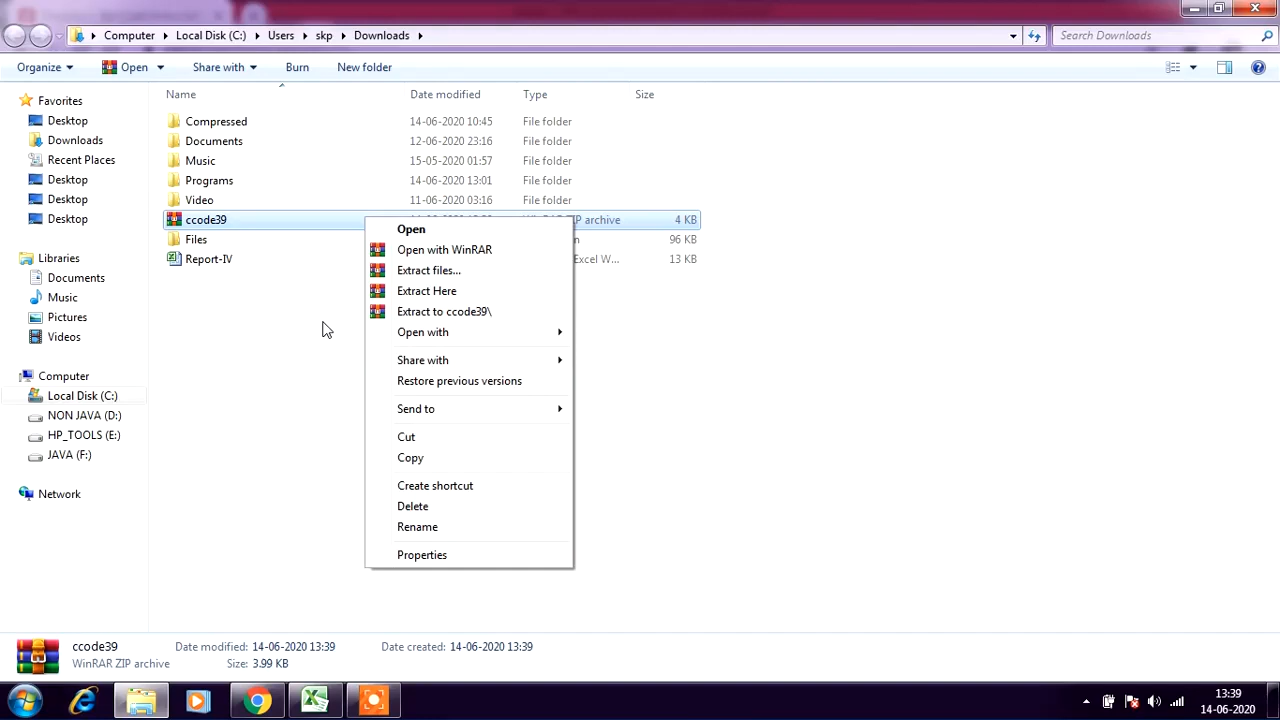 Computer Local Disk (C:) Users skp Downloads
Search Downloads
Organize Open Share with Burn New folder
Name Date modified Type Size
Favorites
Desktop
Downloads
Recent Places
Desktop
Desktop
Desktop
Libraries
Documents
Music
Pictures
Videos
Computer
Local Disk (C:)
NON JAVA (D:)
HP_TOOLS (E:)
JAVA (F:)
Network
Compressed 14-06-2020 10:45 File folder
Documents 12-06-2020 23:16 File folder
Music 15-05-2020 01:57 File folder
Programs 14-06-2020 13:01 File folder
Video 11-06-2020 03:16 File folder
ccode39 ZIP archive 4 KB
Files 96 KB
Report-IV Excel W... 13 KB
Open
Open with WinRAR
Extract files...
Extract Here
Extract to ccode39\
Open with
Share with
Restore previous versions
Send to
Cut
Copy
Create shortcut
Delete
Rename
Properties
ccode39 Date modified: 14-06-2020 13:39 Date created: 14-06-2020 13:39
WinRAR ZIP archive Size: 3.99 KB
13:39
14-06-2020